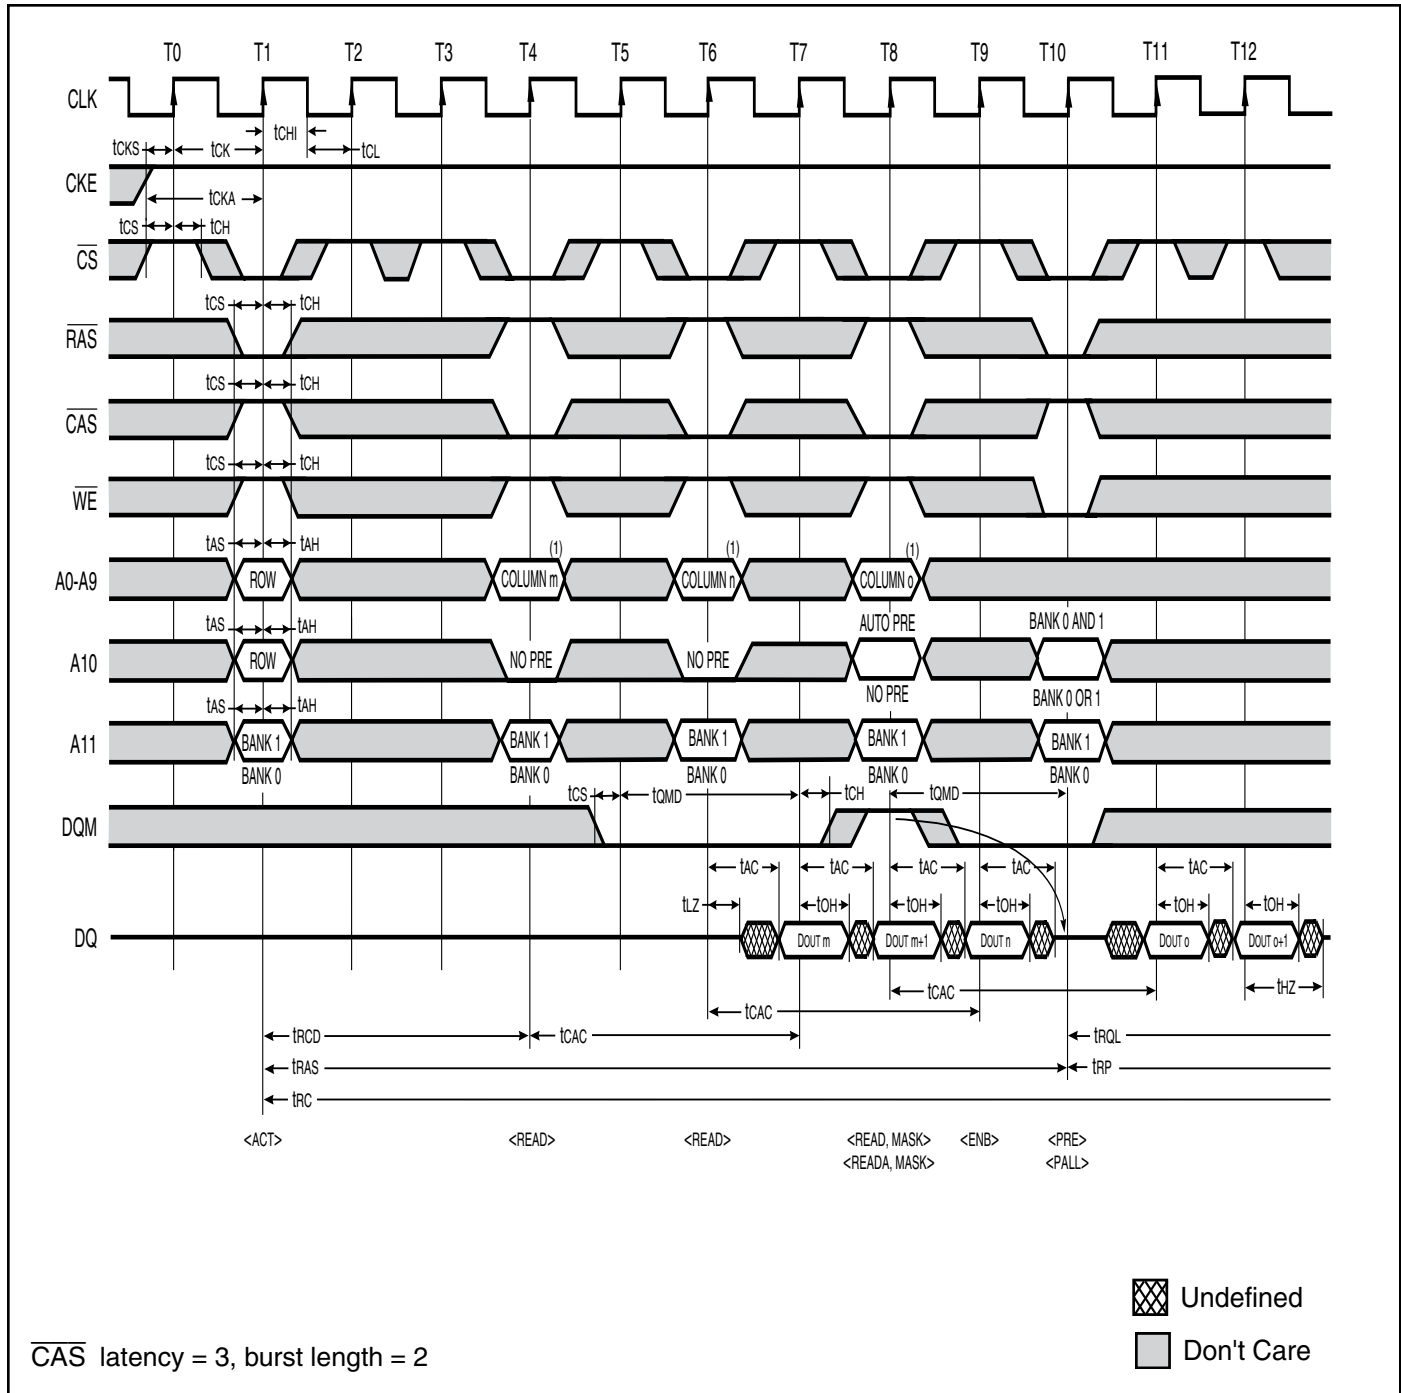 T0 T1 T2 T3 T4 T5 T6 T7 T8 T9 T10 T11 T12
CLK
tCHI
tCKS tCK tCL
CKE
tCKA
tCS tCH
CS
tCS tCH
RAS
tCS tCH
CAS
tCS tCH
WE
tAS tAH (1) (1) (1)
A0-A9 ROW COLUMN m COLUMN n COLUMN o
tAS tAH AUTO PRE BANK 0 AND 1
A10 ROW NO PRE NO PRE
NO PRE BANK 0 OR 1
tAS tAH
A11 BANK 1 BANK 1 BANK 1 BANK 1 BANK 1
BANK 0 BANK 0 BANK 0 BANK 0 BANK 0
tCS tQMD tCH tQMD
DQM
tAC tAC tAC tAC tAC
tLZ tOH tOH tOH tOH tOH
DQ DOUT m DOUT m+1 DOUT n DOUT o DOUT o+1
tCAC tHZ
tCAC
tRCD tCAC tRQL
tRAS tRP
tRC
<ACT> <READ> <READ> <READ, MASK> <ENB> <PRE>
<READA, MASK> <PALL>
Undefined
Don't Care
CAS latency = 3, burst length = 2